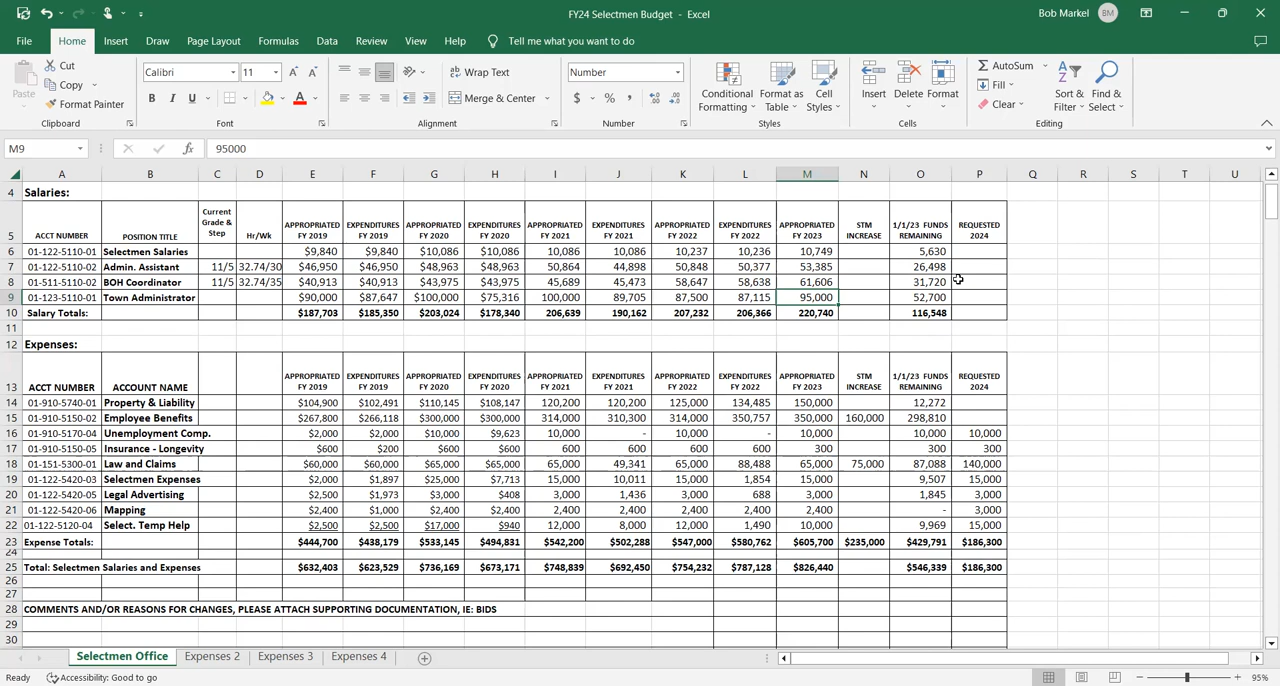 FY24 Selectmen Budget - Excel
Bob Markel BM
File Home Insert Draw Page Layout Formulas Data Review View Help Tell me what you want to do
Paste Cut Copy Format Painter Clipboard
Calibri 11 B I U Font
Wrap Text Merge & Center Alignment
Number $ % , Number
Conditional Formatting Format as Table Cell Styles Styles
Insert Delete Format Cells
AutoSum Fill Clear Sort & Filter Find & Select Editing
M9 fx 95000
A B C D E F G H I J K L M N O P Q R S T U
4 Salaries:
5 ACCT NUMBER POSITION TITLE Current Grade & Step Hr/Wk APPROPRIATED FY 2019 EXPENDITURES FY 2019 APPROPRIATED FY 2020 EXPENDITURES FY 2020 APPROPRIATED FY 2021 EXPENDITURES FY 2021 APPROPRIATED FY 2022 EXPENDITURES FY 2022 APPROPRIATED FY 2023 STM INCREASE 1/1/23 FUNDS REMAINING REQUESTED 2024
6 01-122-5110-01 Selectmen Salaries $9,840 $9,840 $10,086 $10,086 10,086 10,086 10,237 10,236 10,749 5,630
7 01-122-5110-02 Admin. Assistant 11/5 32.74/30 $46,950 $46,950 $48,963 $48,963 50,864 44,898 50,848 50,377 53,385 26,498
8 01-511-5110-02 BOH Coordinator 11/5 32.74/35 $40,913 $40,913 $43,975 $43,975 45,689 45,473 58,647 58,638 61,606 31,720
9 01-123-5110-01 Town Administrator $90,000 $87,647 $100,000 $75,316 100,000 89,705 87,500 87,115 95,000 52,700
10 Salary Totals: $187,703 $185,350 $203,024 $178,340 206,639 190,162 207,232 206,366 220,740 116,548
11
12 Expenses:
13 ACCT NUMBER ACCOUNT NAME APPROPRIATED FY 2019 EXPENDITURES FY 2019 APPROPRIATED FY 2020 EXPENDITURES FY 2020 APPROPRIATED FY 2021 EXPENDITURES FY 2021 APPROPRIATED FY 2022 EXPENDITURES FY 2022 APPROPRIATED FY 2023 STM INCREASE 1/1/23 FUNDS REMAINING REQUESTED 2024
14 01-910-5740-01 Property & Liability $104,900 $102,491 $110,145 $108,147 120,200 120,200 125,000 134,485 150,000 12,272
15 01-910-5150-02 Employee Benefits $267,800 $266,118 $300,000 $300,000 314,000 310,300 314,000 350,757 350,000 160,000 298,810
16 01-910-5170-04 Unemployment Comp. $2,000 $2,000 $10,000 $9,623 10,000 - 10,000 - 10,000 10,000 10,000
17 01-910-5150-05 Insurance - Longevity $600 $200 $600 $600 600 600 600 600 300 300 300
18 01-151-5300-01 Law and Claims $60,000 $60,000 $65,000 $65,000 65,000 49,341 65,000 88,488 65,000 75,000 87,088 140,000
19 01-122-5420-03 Selectmen Expenses $2,000 $1,897 $25,000 $7,713 15,000 10,011 15,000 1,854 15,000 9,507 15,000
20 01-122-5420-05 Legal Advertising $2,500 $1,973 $3,000 $408 3,000 1,436 3,000 688 3,000 1,845 3,000
21 01-122-5420-06 Mapping $2,400 $1,000 $2,400 $2,400 2,400 2,400 2,400 2,400 2,400 - 3,000
22 01-122-5120-04 Select. Temp Help $2,500 $2,500 $17,000 $940 12,000 8,000 12,000 1,490 10,000 9,969 15,000
23 Expense Totals: $444,700 $438,179 $533,145 $494,831 $542,200 $502,288 $547,000 $580,762 $605,700 $235,000 $429,791 $186,300
24
25 Total: Selectmen Salaries and Expenses $632,403 $623,529 $736,169 $673,171 $748,839 $692,450 $754,232 $787,128 $826,440 $546,339 $186,300
26
27
28 COMMENTS AND/OR REASONS FOR CHANGES, PLEASE ATTACH SUPPORTING DOCUMENTATION, IE: BIDS
29
30
Selectmen Office Expenses 2 Expenses 3 Expenses 4
Ready Accessibility: Good to go 95%